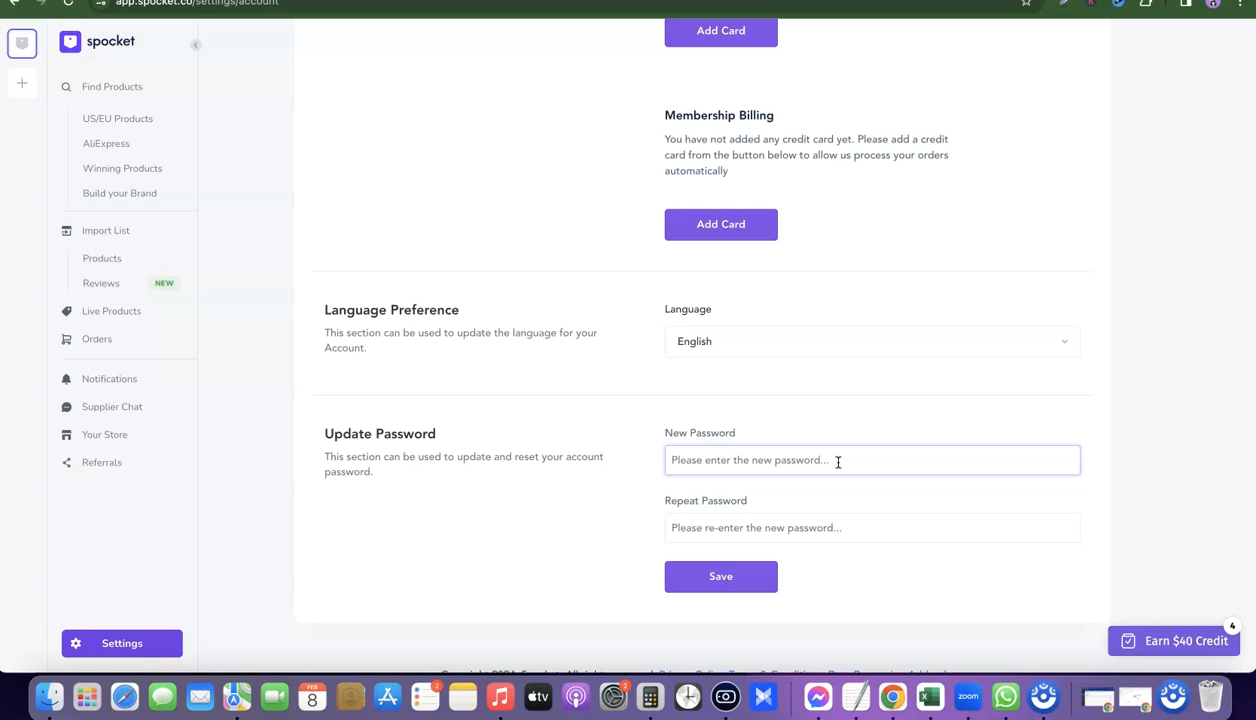 app.spocket.co/settings/account
spocket
Find Products
US/EU Products
AliExpress
Winning Products
Build your Brand
Import List
Products
Reviews NEW
Live Products
Orders
Notifications
Supplier Chat
Your Store
Referrals
Settings
Add Card
Membership Billing
You have not added any credit card yet. Please add a credit
card from the button below to allow us process your orders
automatically
Add Card
Language Preference
This section can be used to update the language for your
Account.
Language
English
Update Password
This section can be used to update and reset your account
password.
New Password
Please enter the new password...
Repeat Password
Please re-enter the new password...
Save
4
Earn $40 Credit
FEB
8
2
tv
2
zoom